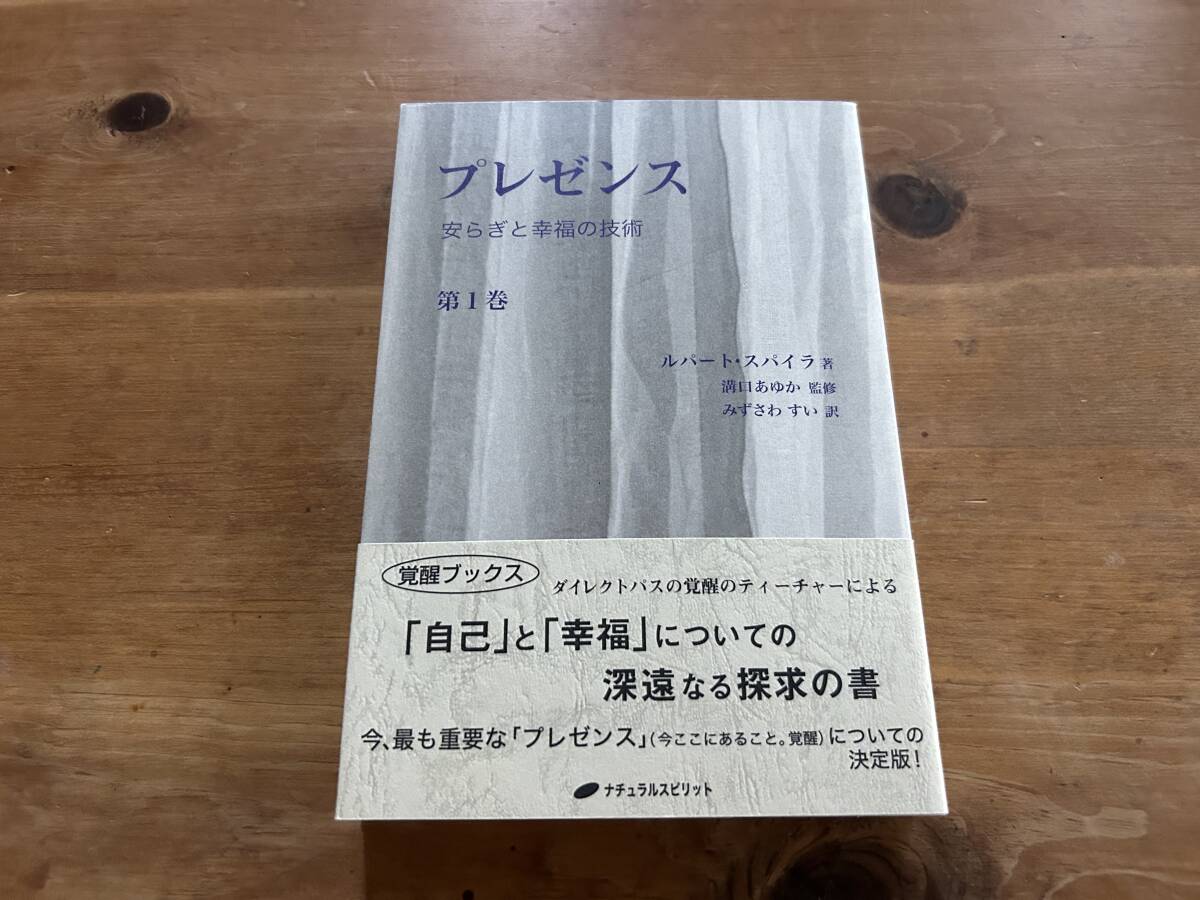 プレゼンス
安らぎと幸福の技術
第1巻
ルパート・スパイラ 著
溝口あゆか 監修
みずさわ すい 訳
覚醒ブックス
ダイレクトパスの覚醒のティーチャーによる
「自己」と「幸福」についての
深遠なる探求の書
今、最も重要な「プレゼンス」(今ここにあること。覚醒)についての
決定版!
ナチュラルスピリット